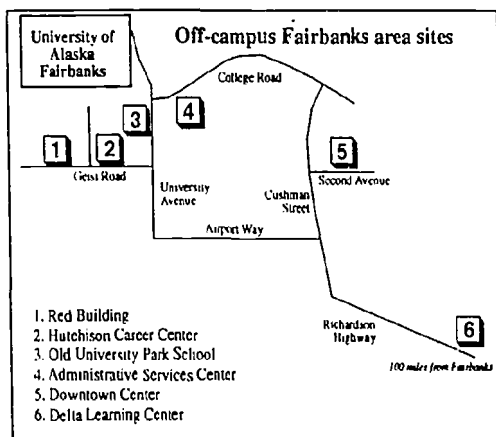 University of
Alaska
Fairbanks
Off-campus Fairbanks area sites
College Road
3
4
1
2
5
Geist Road
Second Avenue
University
Avenue
Cushman
Street
Airport Way
1. Red Building
2. Hutchison Career Center
3. Old University Park School
4. Administrative Services Center
5. Downtown Center
6. Delta Learning Center
Richardson
Highway
6
100 miles from Fairbanks